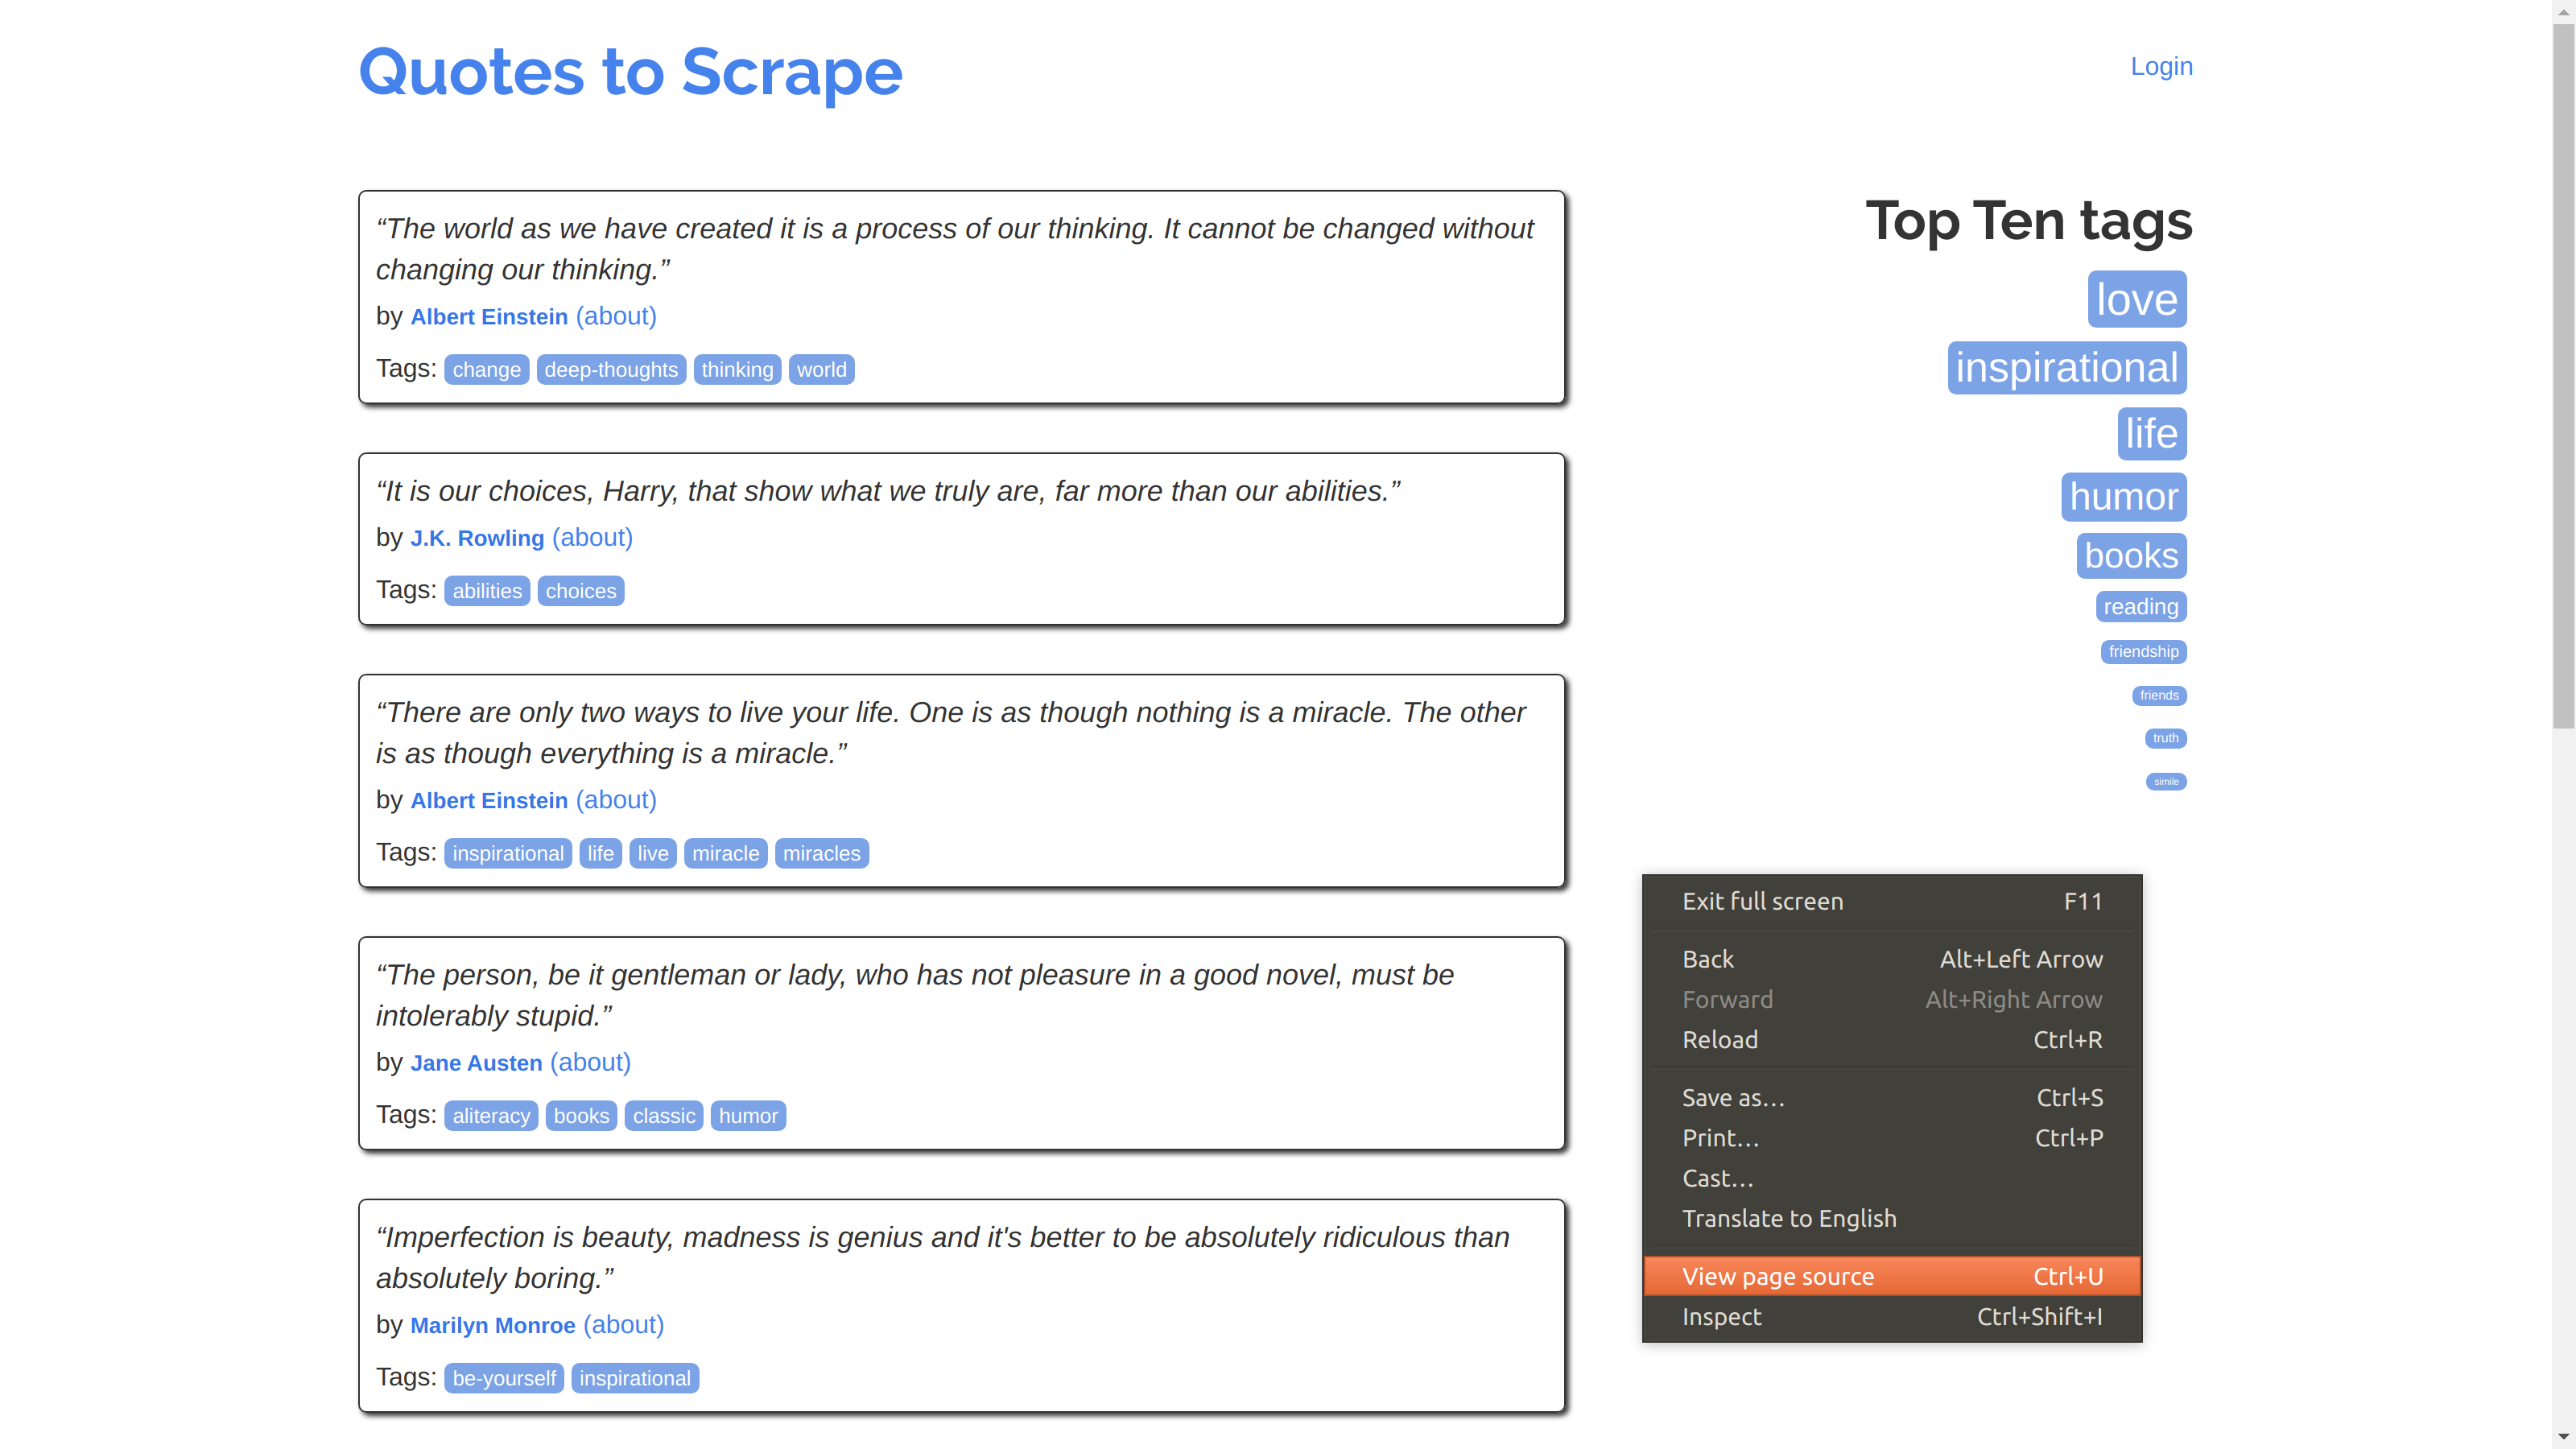 Quotes to Scrape
Login
“The world as we have created it is a process of our thinking. It cannot be changed without
changing our thinking.”
by Albert Einstein (about)
Tags: change deep-thoughts thinking world
“It is our choices, Harry, that show what we truly are, far more than our abilities.”
by J.K. Rowling (about)
Tags: abilities choices
“There are only two ways to live your life. One is as though nothing is a miracle. The other
is as though everything is a miracle.”
by Albert Einstein (about)
Tags: inspirational life live miracle miracles
“The person, be it gentleman or lady, who has not pleasure in a good novel, must be
intolerably stupid.”
by Jane Austen (about)
Tags: aliteracy books classic humor
“Imperfection is beauty, madness is genius and it's better to be absolutely ridiculous than
absolutely boring.”
by Marilyn Monroe (about)
Tags: be-yourself inspirational
Top Ten tags
love
inspirational
life
humor
books
reading
friendship
friends
truth
simile
Exit full screen F11
Back Alt+Left Arrow
Forward Alt+Right Arrow
Reload Ctrl+R
Save as... Ctrl+S
Print... Ctrl+P
Cast...
Translate to English
View page source Ctrl+U
Inspect Ctrl+Shift+I